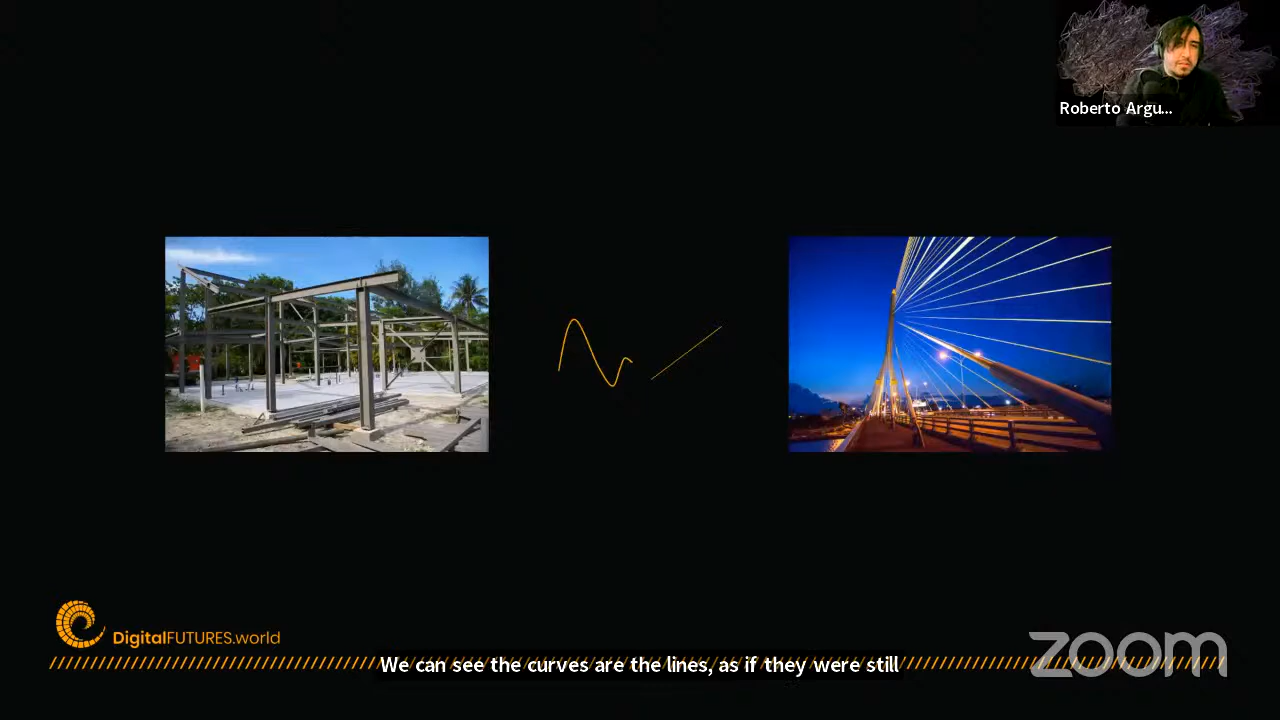 Roberto Argu...
DigitalFUTURES.world
We can see the curves are the lines, as if they were still
zoom